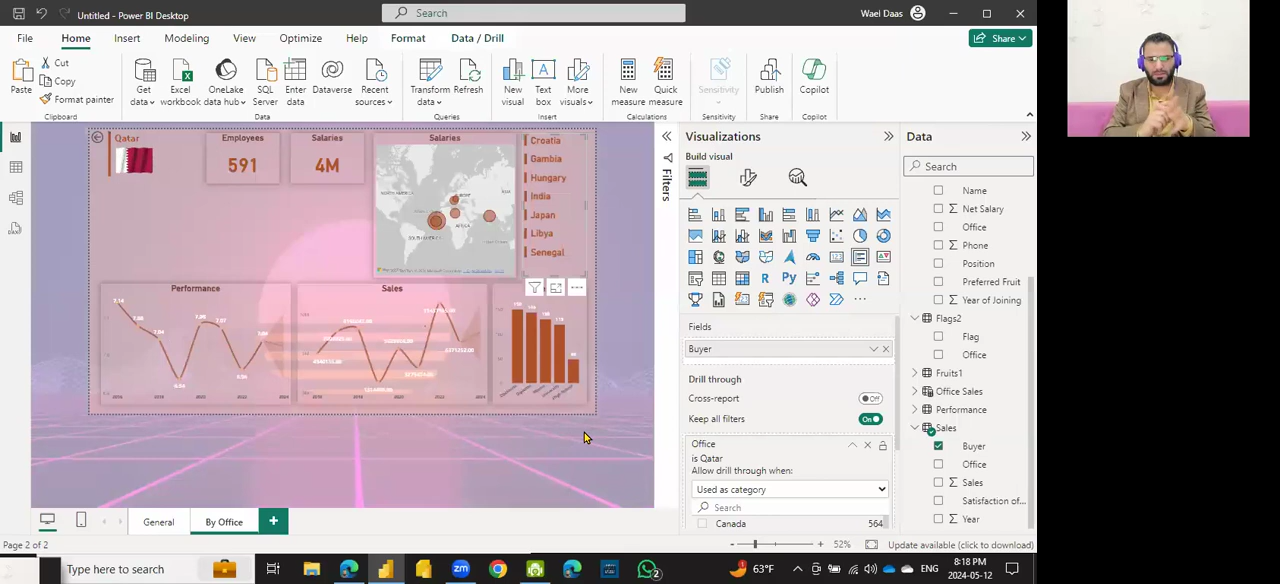 Untitled - Power BI Desktop
Search
Wael Daas
File Home Insert Modeling View Optimize Help Format Data / Drill
Share
Paste
Cut
Copy
Format painter
Get data
Excel workbook
OneLake data hub
SQL Server
Enter data
Dataverse
Recent sources
Transform data
Refresh
New visual
Text box
More visuals
New measure
Quick measure
Sensitivity
Publish
Copilot
Clipboard
Data
Queries
Insert
Calculations
Sensitivity
Share
Copilot
Qatar
Employees
591
Salaries
4M
Salaries
Croatia
Gambia
Hungary
India
Japan
Libya
Senegal
Performance
Sales
Filters
Visualizations
Build visual
Fields
Buyer
Drill through
Cross-report
Off
Keep all filters
On
Office
is Qatar
Allow drill through when:
Used as category
Search
Canada 564
Data
Search
Name
Net Salary
Office
Phone
Position
Preferred Fruit
Year of Joining
Flags2
Flag
Office
Fruits1
Office Sales
Performance
Sales
Buyer
Office
Sales
Satisfaction of...
Year
General
By Office
Page 2 of 2
52%
Update available (click to download)
Type here to search
zm
2
63°F
ENG
8:18 PM
2024-05-12